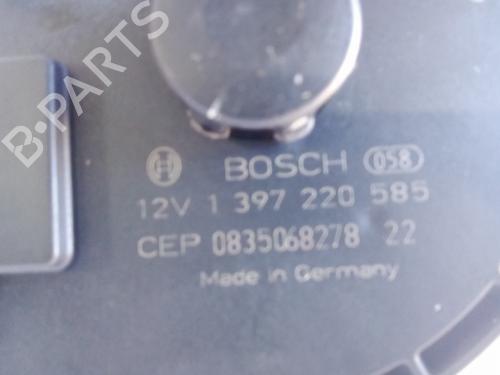 B-PARTS
BOSCH 058
12V 1 397 220 585
CEP 0835068278 22
Made in Germany